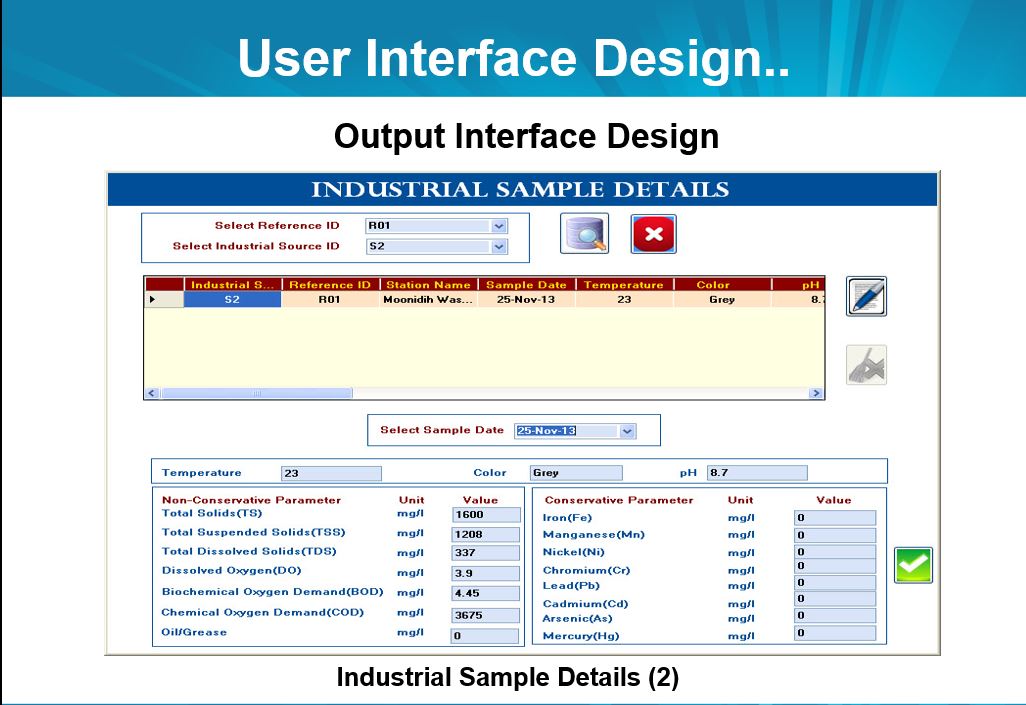 User Interface Design..
Output Interface Design
INDUSTRIAL SAMPLE DETAILS
Select Reference ID R01
Select Industrial Source ID S2
Industrial S... Reference ID Station Name Sample Date Temperature Color pH
S2 R01 Moonidih Was... 25-Nov-13 23 Grey 8.7
Select Sample Date 25-Nov-13
Temperature 23 Color Grey pH 8.7
Non-Conservative Parameter Unit Value
Total Solids(TS) mg/l 1600
Total Suspended Solids(TSS) mg/l 1208
Total Dissolved Solids(TDS) mg/l 337
Dissolved Oxygen(DO) mg/l 3.9
Biochemical Oxygen Demand(BOD) mg/l 4.45
Chemical Oxygen Demand(COD) mg/l 3675
Oil/Grease mg/l 0
Conservative Parameter Unit Value
Iron(Fe) mg/l 0
Manganese(Mn) mg/l 0
Nickel(Ni) mg/l 0
Chromium(Cr) mg/l 0
Lead(Pb) mg/l 0
Cadmium(Cd) mg/l 0
Arsenic(As) mg/l 0
Mercury(Hg) mg/l 0
Industrial Sample Details (2)